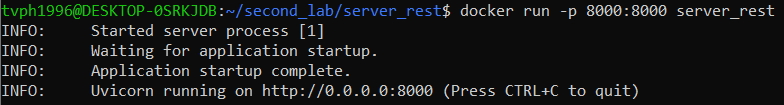 tvph1996@DESKTOP-0SRKJDB:~/second_lab/server_rest$ docker run -p 8000:8000 server_rest
INFO:     Started server process [1]
INFO:     Waiting for application startup.
INFO:     Application startup complete.
INFO:     Uvicorn running on http://0.0.0.0:8000 (Press CTRL+C to quit)